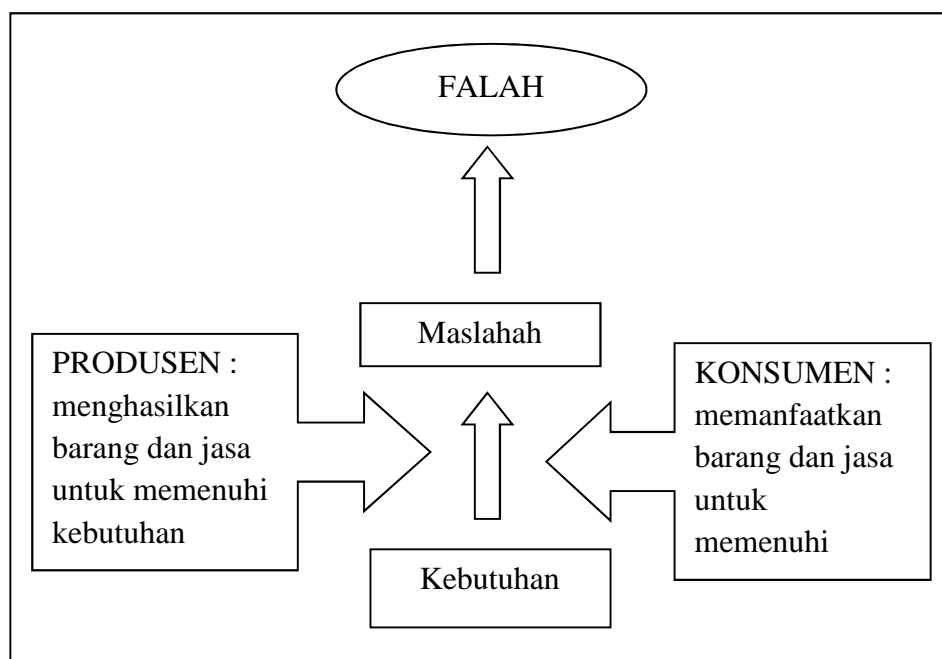 FALAH
Maslahah
PRODUSEN :
menghasilkan
barang dan jasa
untuk memenuhi
kebutuhan
KONSUMEN :
memanfaatkan
barang dan jasa
untuk
memenuhi
Kebutuhan